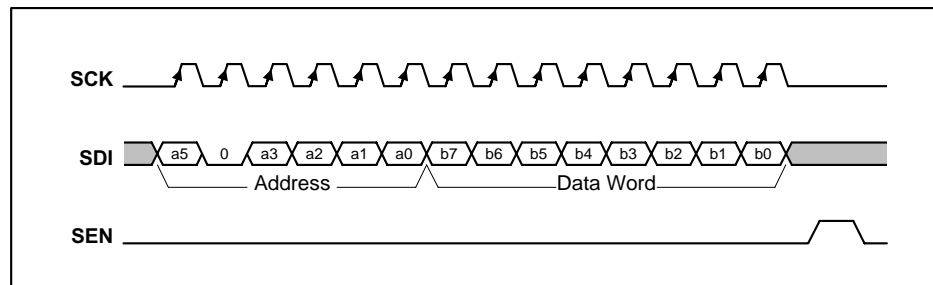 SCK
SDI a5 0 a3 a2 a1 a0 b7 b6 b5 b4 b3 b2 b1 b0
Address Data Word
SEN